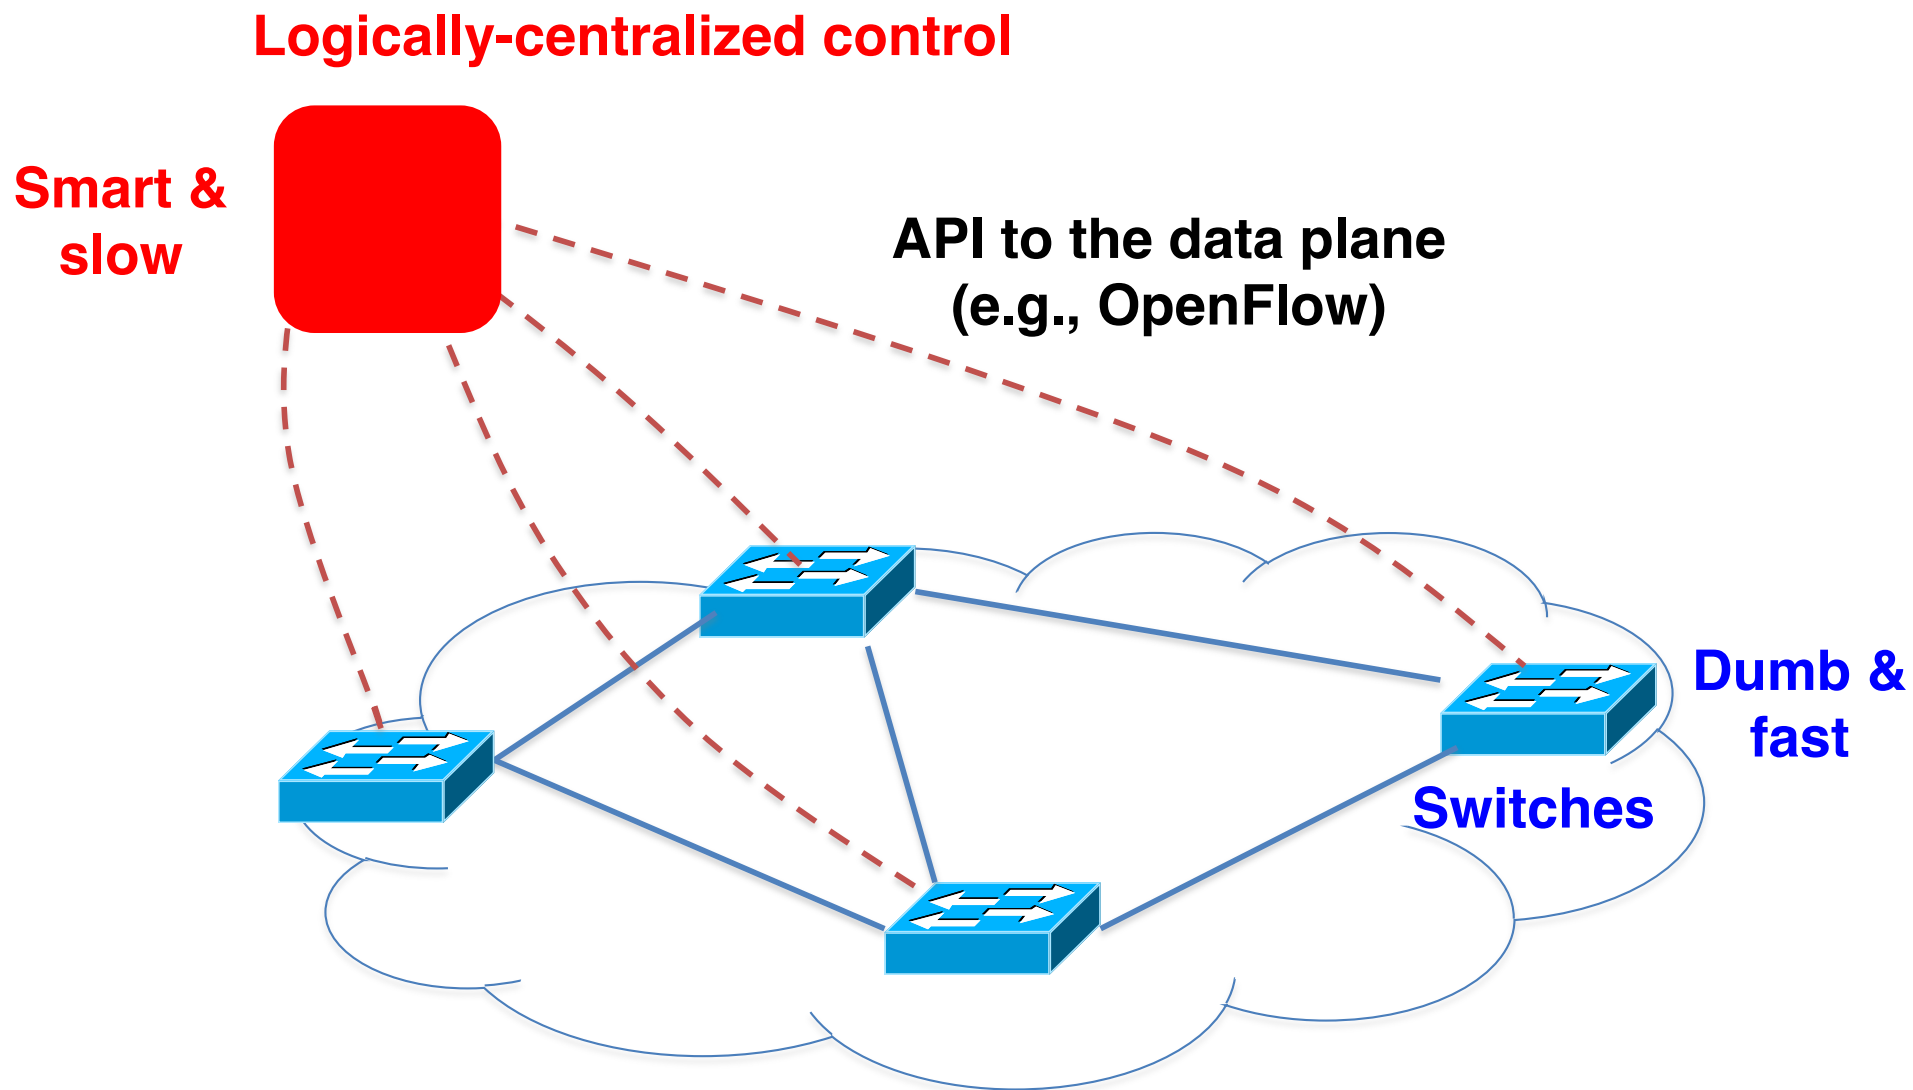 Logically-centralized control
Smart &
slow
API to the data plane
(e.g., OpenFlow)
Dumb &
fast
Switches